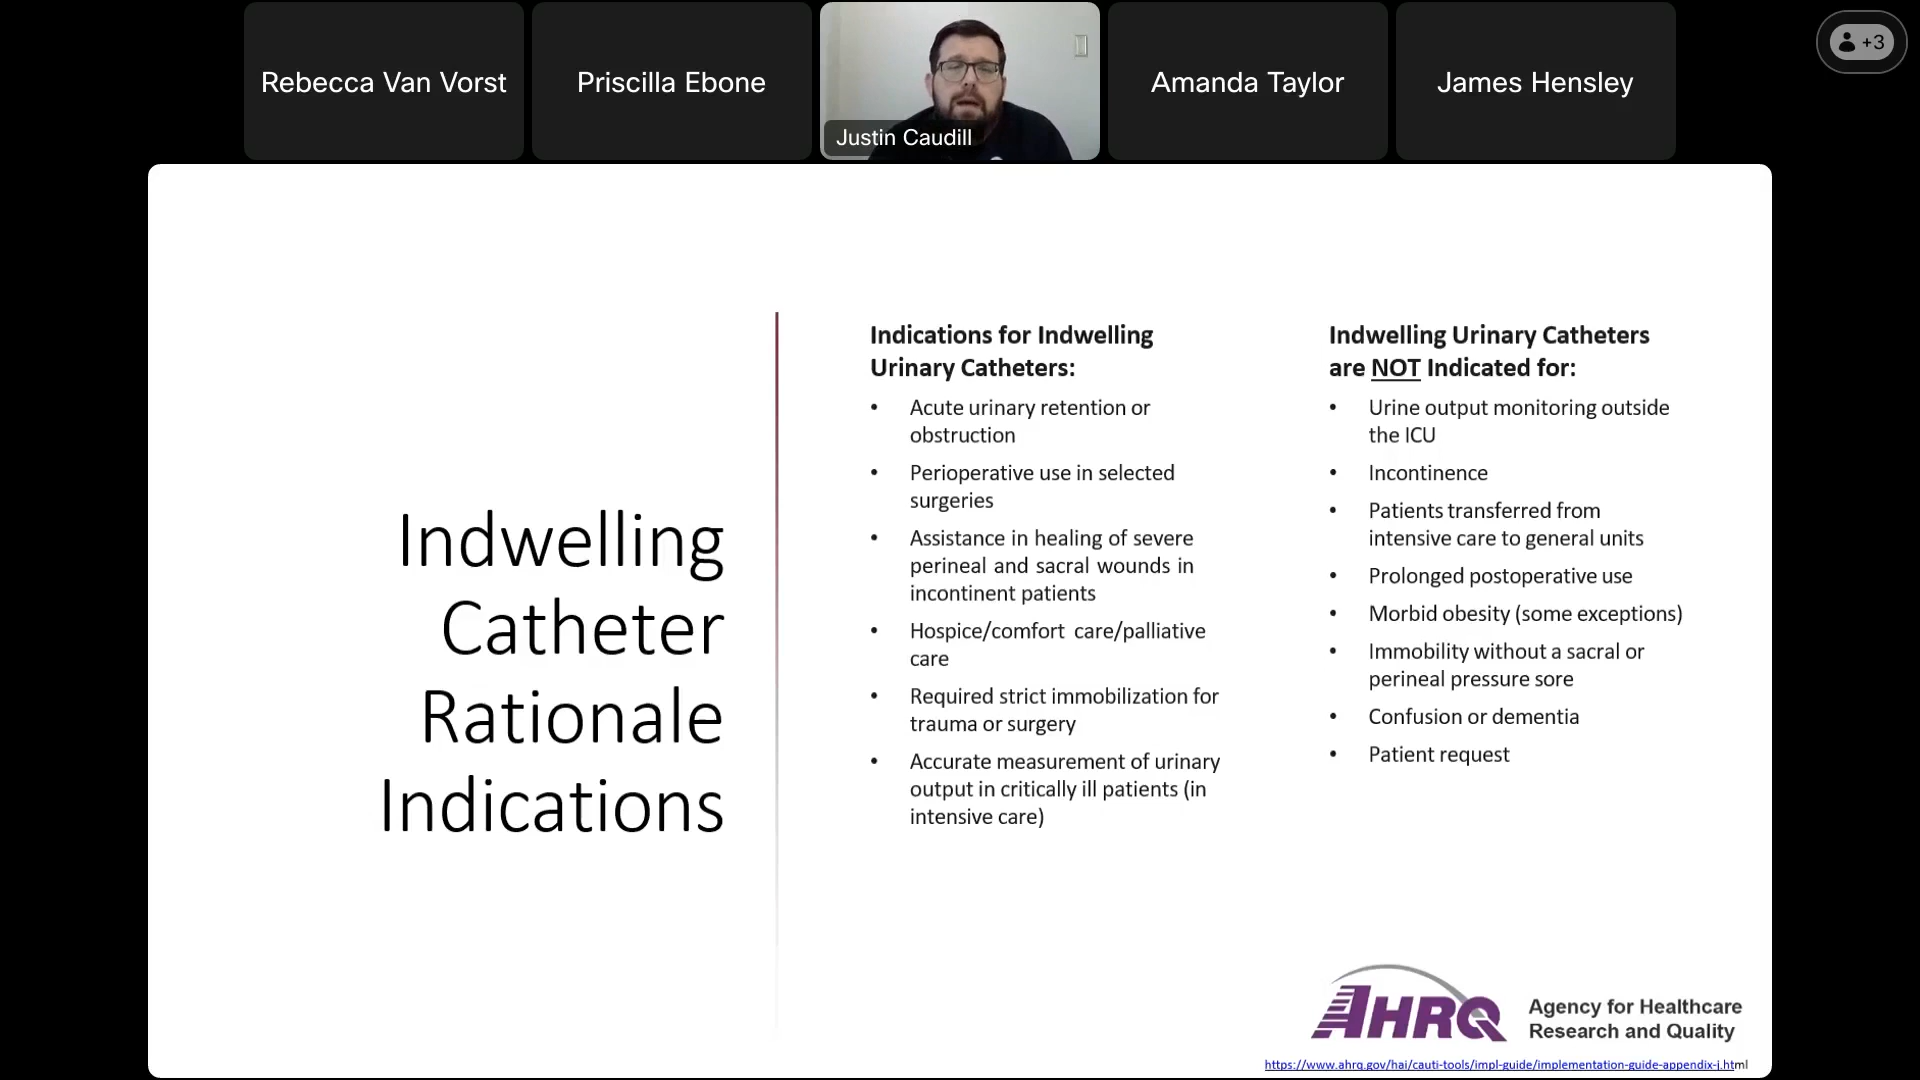 Rebecca Van Vorst
Priscilla Ebone
Justin Caudill
Amanda Taylor
James Hensley
+3
Indwelling
Catheter
Rationale
Indications
Indications for Indwelling
Urinary Catheters:
• Acute urinary retention or
obstruction
• Perioperative use in selected
surgeries
• Assistance in healing of severe
perineal and sacral wounds in
incontinent patients
• Hospice/comfort care/palliative
care
• Required strict immobilization for
trauma or surgery
• Accurate measurement of urinary
output in critically ill patients (in
intensive care)
Indwelling Urinary Catheters
are NOT Indicated for:
• Urine output monitoring outside
the ICU
• Incontinence
• Patients transferred from
intensive care to general units
• Prolonged postoperative use
• Morbid obesity (some exceptions)
• Immobility without a sacral or
perineal pressure sore
• Confusion or dementia
• Patient request
AHRQ
Agency for Healthcare
Research and Quality
https://www.ahrq.gov/hai/cauti-tools/impl-guide/implementation-guide-appendix-j.html